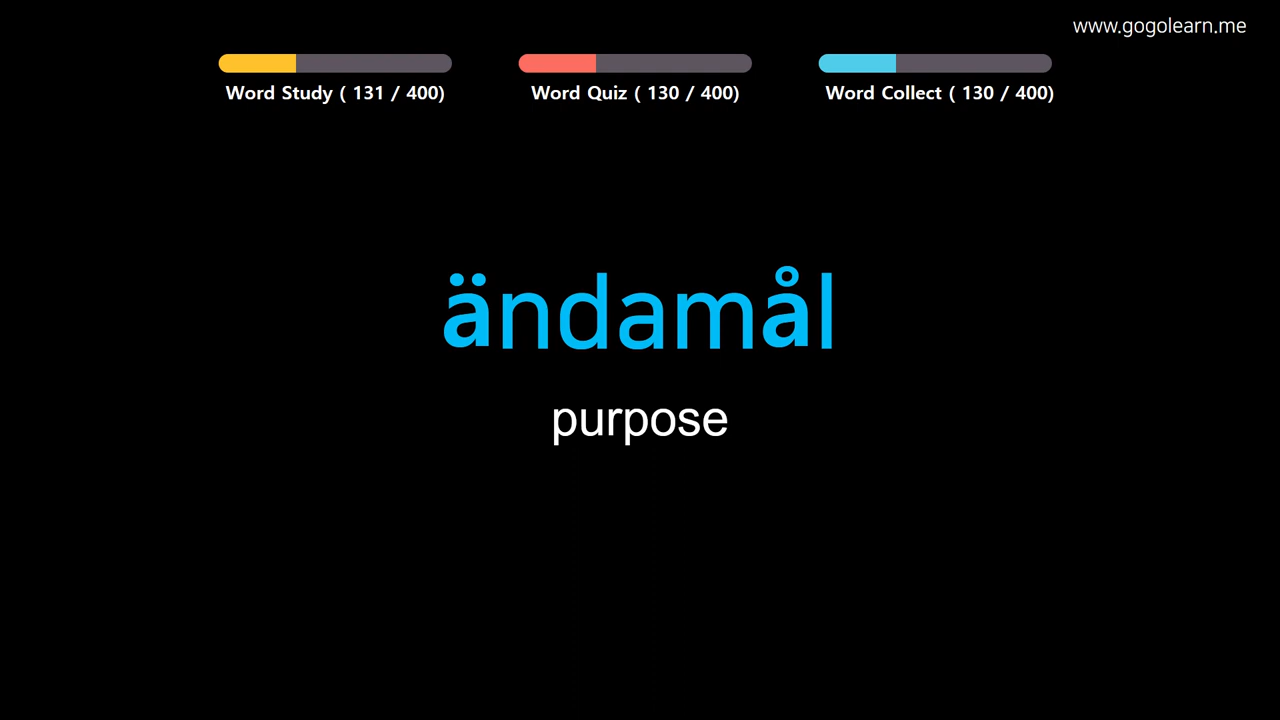 www.gogolearn.me
Word Study ( 131 / 400)
Word Quiz ( 130 / 400)
Word Collect ( 130 / 400)
ändamål
purpose